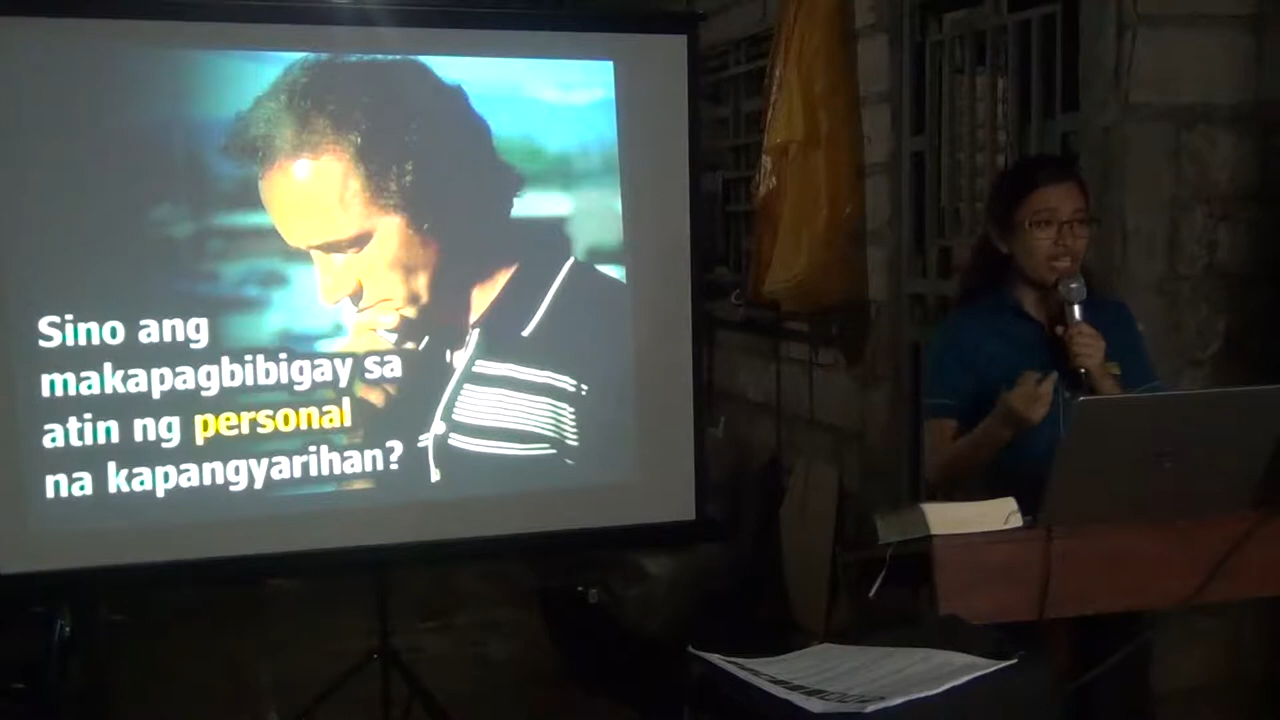 Sino ang
makapagbibigay sa
atin ng personal
na kapangyarihan?